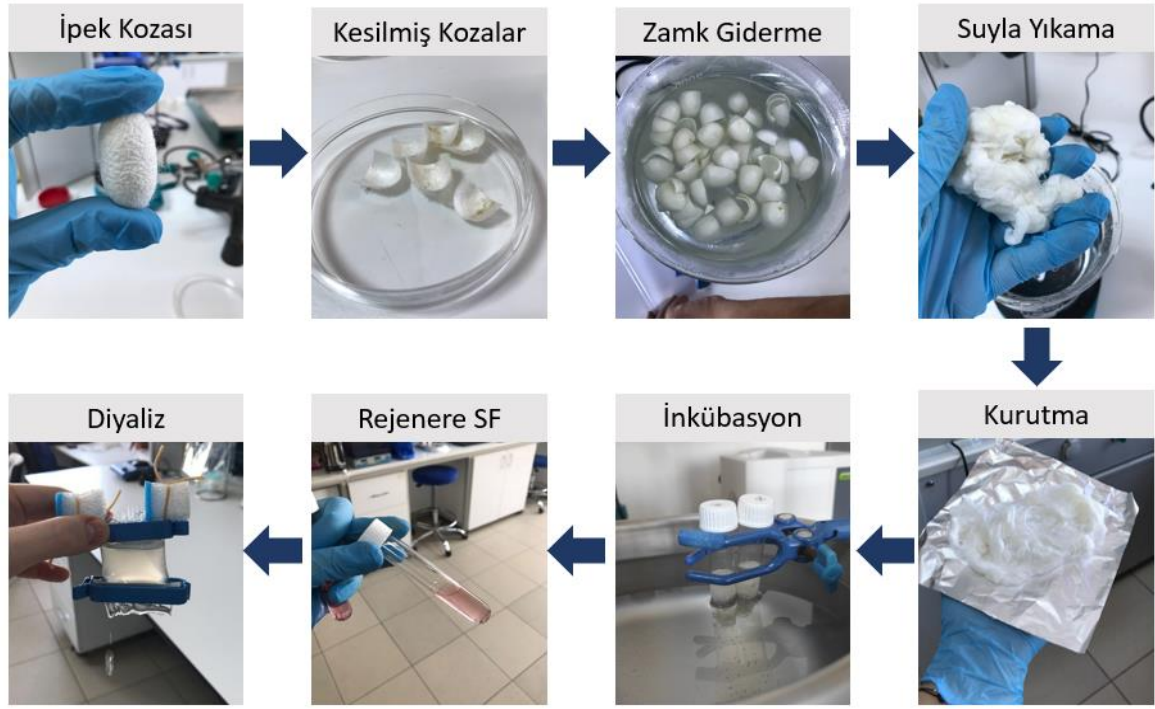 İpek Kozası
Kesilmiş Kozalar
Zamk Giderme
Suyla Yıkama
Kurutma
İnkübasyon
Rejenere SF
Diyaliz